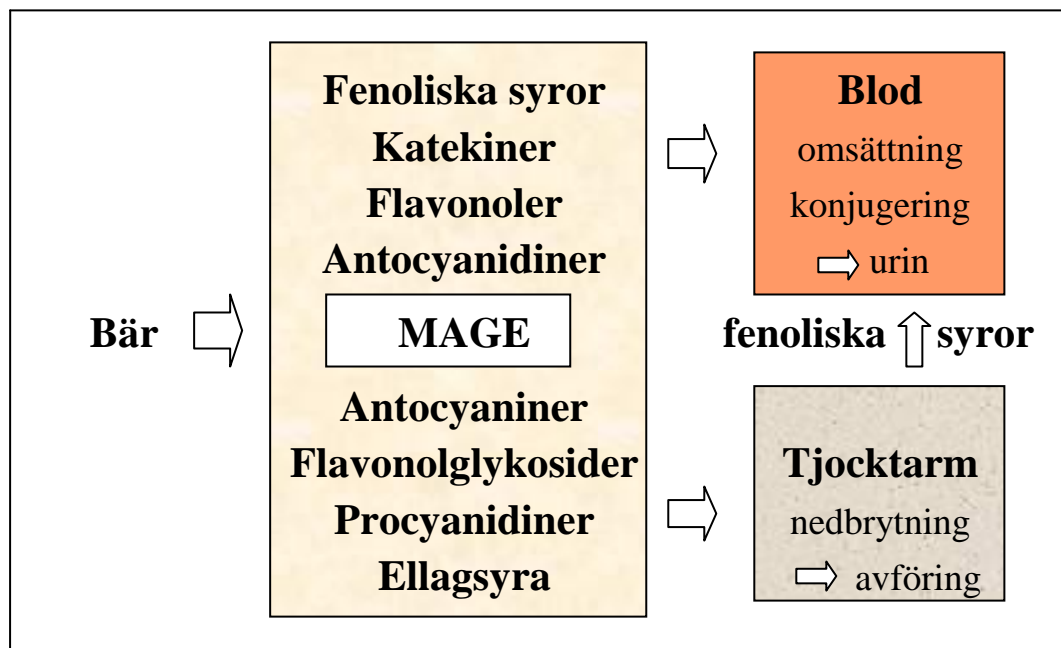 Bär
Fenoliska syror
Katekiner
Flavonoler
Antocyanidiner
MAGE
Antocyaniner
Flavonolglykosider
Procyanidiner
Ellagsyra
Blod
omsättning
konjugering
urin
fenoliska syror
Tjocktarm
nedbrytning
avföring